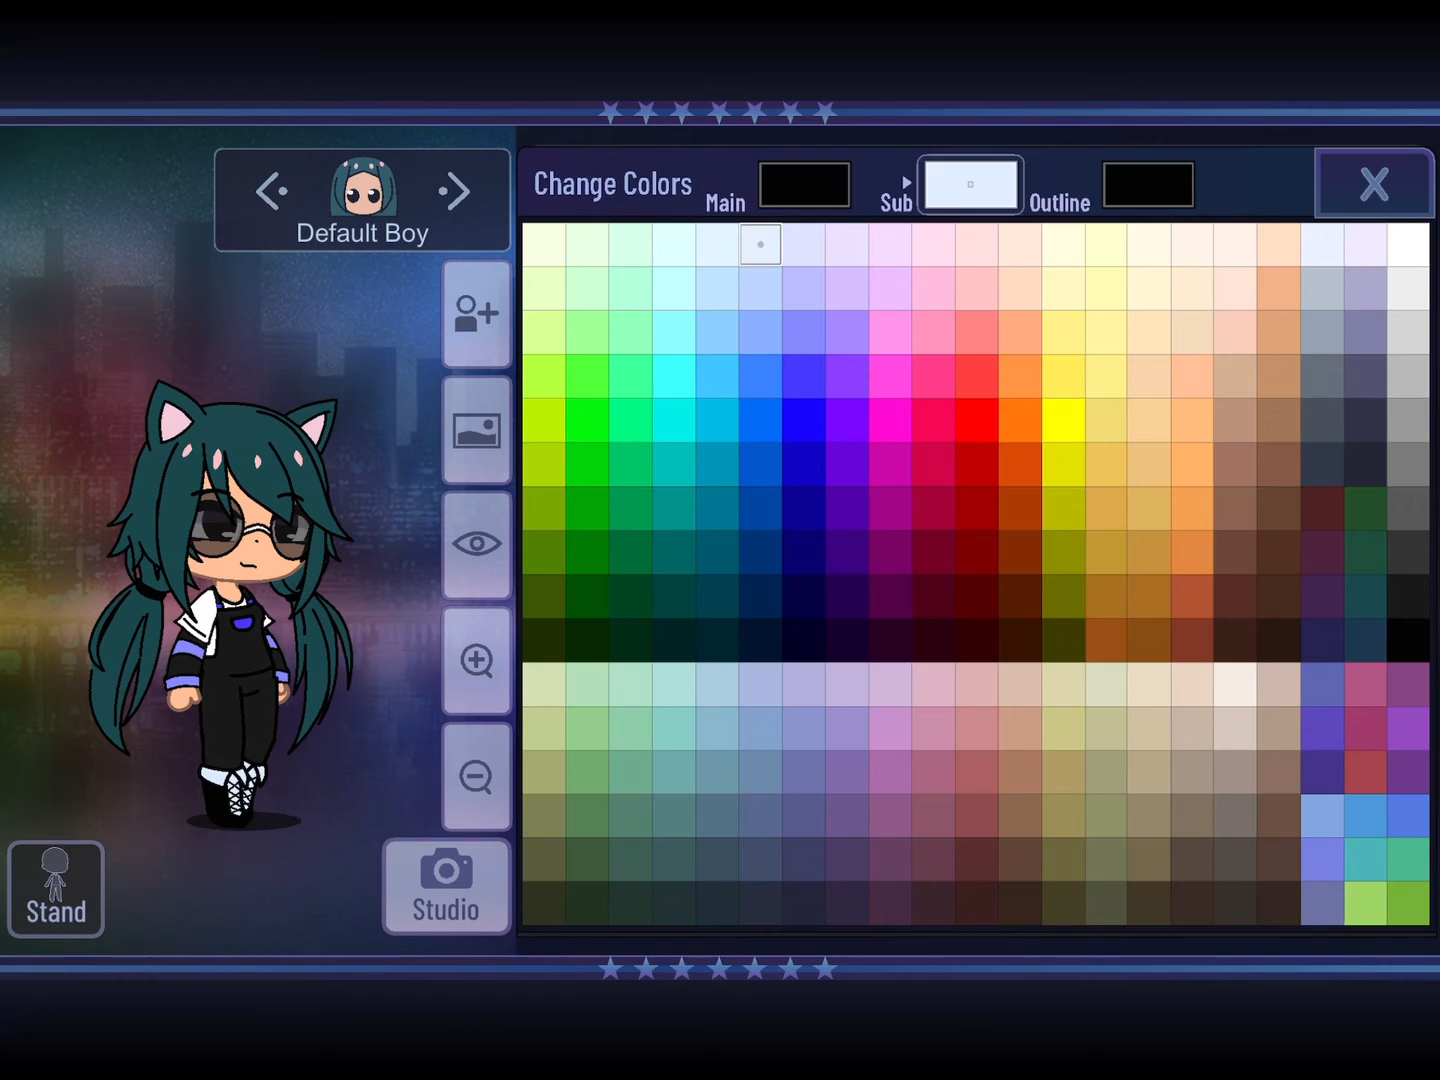 Default Boy
Change Colors
Main
Sub
Outline
X
Stand
Studio